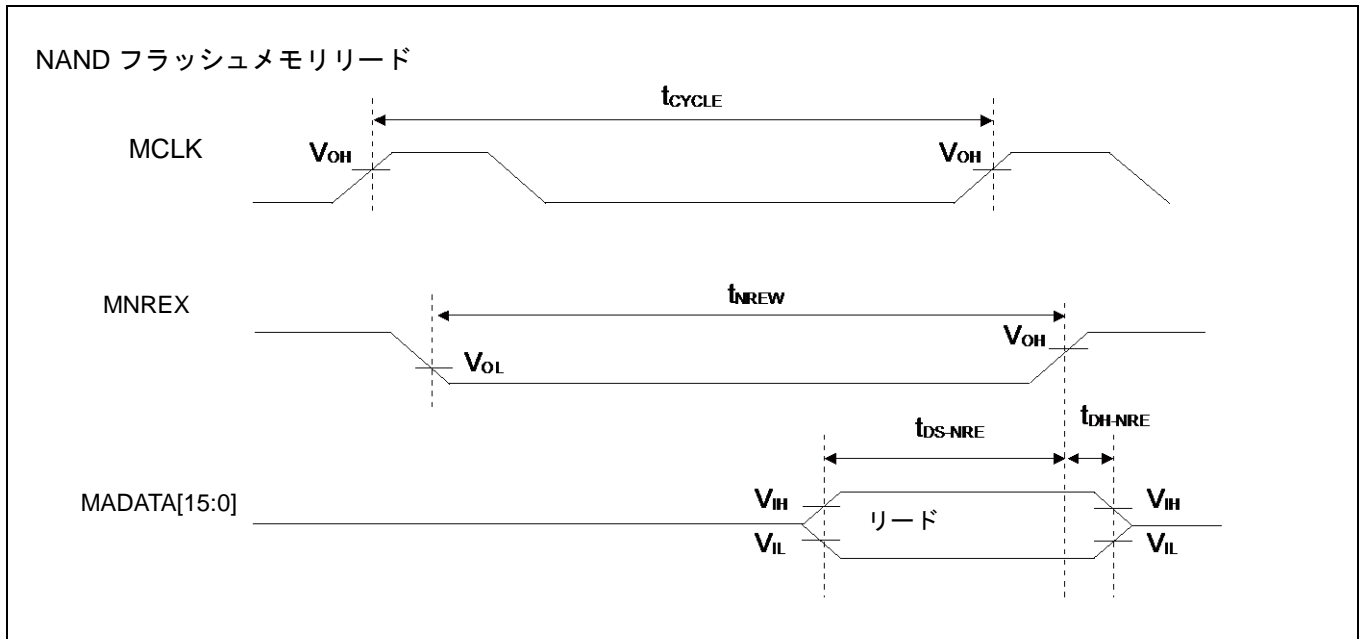 NAND フラッシュメモリリード
tCYCLE
MCLK
VOH
VOH
MNREX
tNREW
VOH
VOL
tDS-NRE
tDH-NRE
MADATA[15:0]
VIH
VIH
リード
VIL
VIL